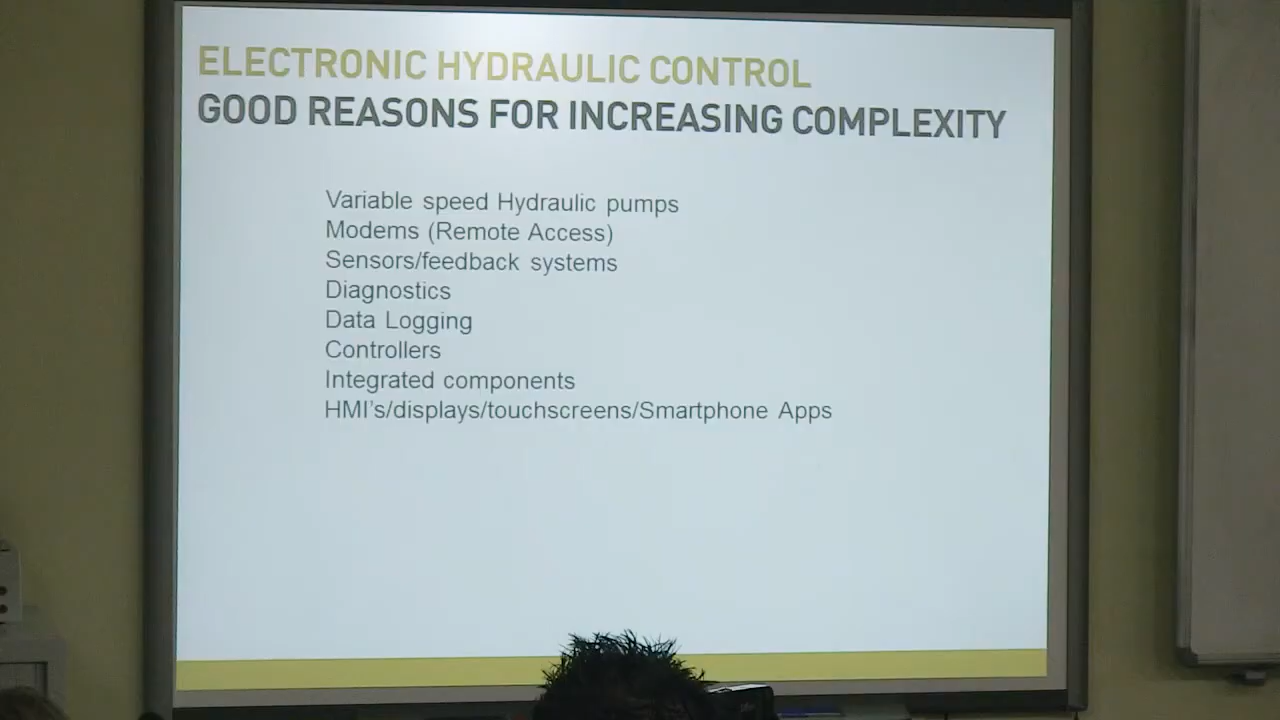 ELECTRONIC HYDRAULIC CONTROL
GOOD REASONS FOR INCREASING COMPLEXITY
Variable speed Hydraulic pumps
Modems (Remote Access)
Sensors/feedback systems
Diagnostics
Data Logging
Controllers
Integrated components
HMI's/displays/touchscreens/Smartphone Apps